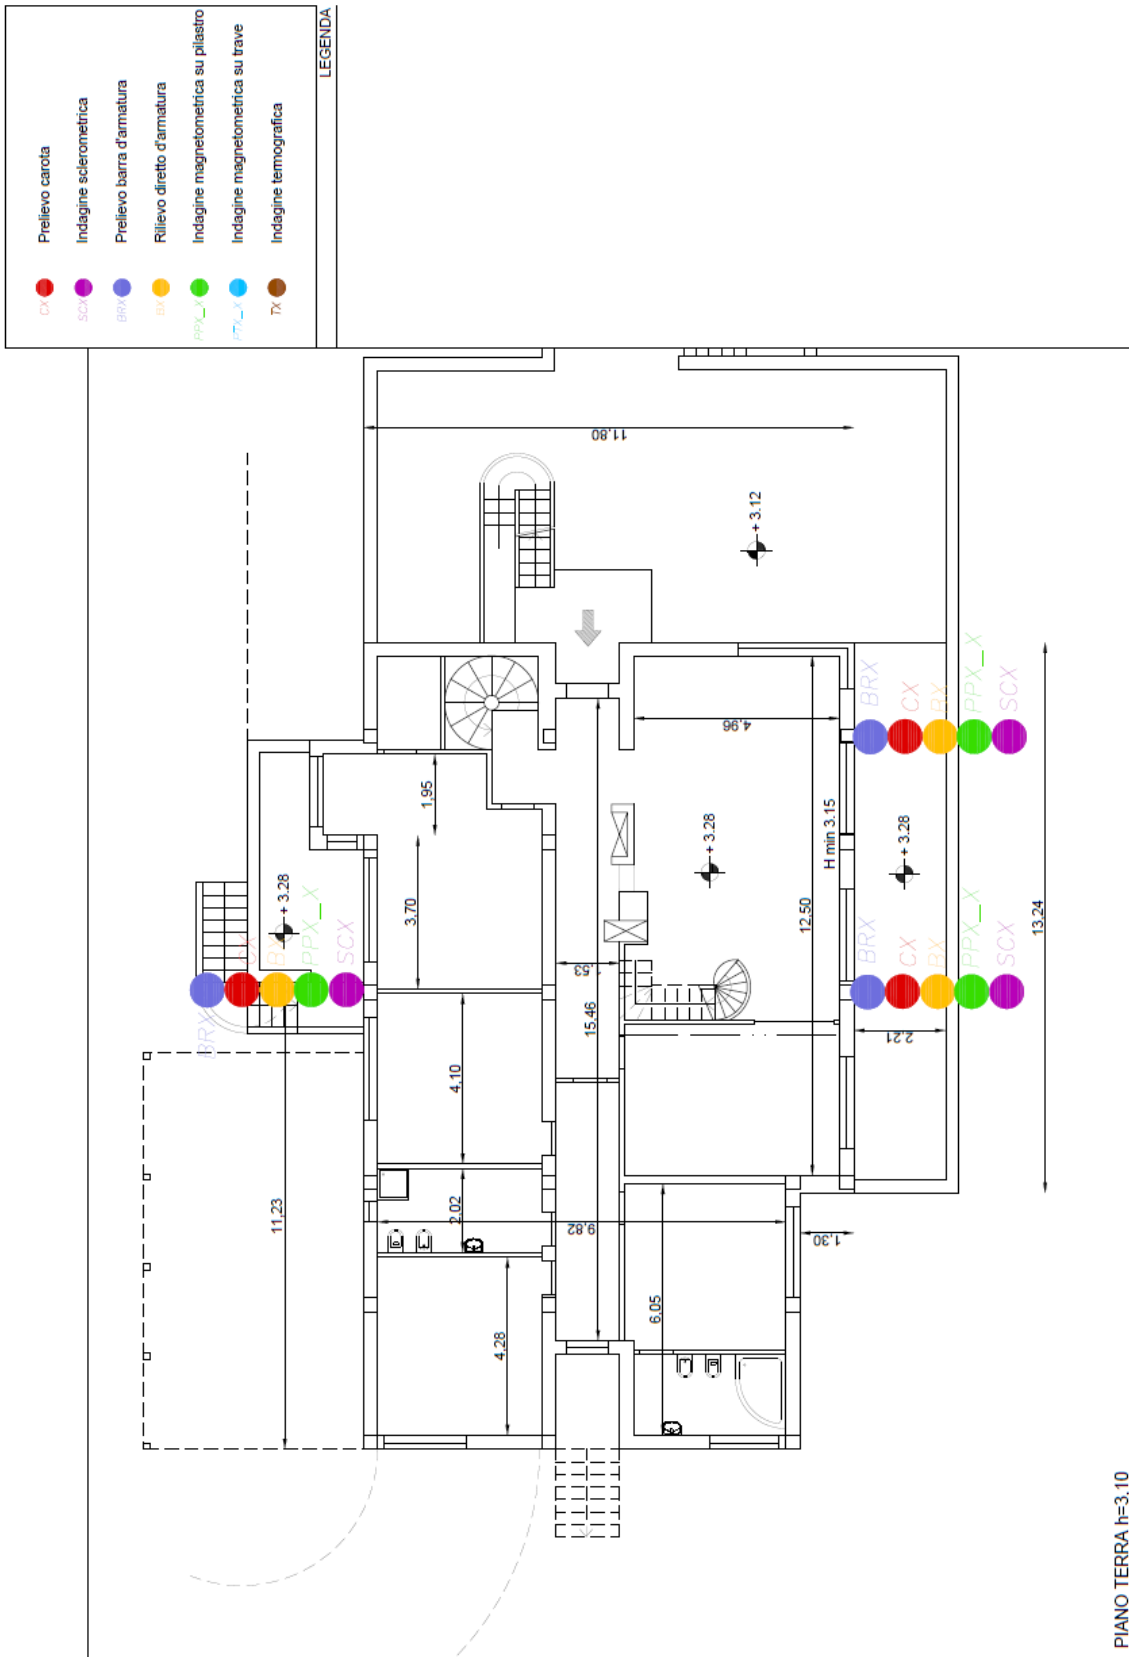 LEGENDA
CX Prelievo carota
SCX Indagine sclerometrica
BRX Prelievo barra d'armatura
BX Rilievo diretto d'armatura
PPX_X Indagine magnetometrica su pilastro
PTX_X Indagine magnetometrica su trave
TX Indagine termografica
11,80
+ 3.12
4,96
1,95
3,70
+ 3.28
BRX
CX
BX
PPX_X
SCX
+ 3.28
H min 3.15
12,50
+ 3.28
BRX
CX
BX
PPX_X
SCX
BRX
CX
BX
PPX_X
SCX
13,24
2,21
1,53
15,46
4,10
2,02
9,82
11,23
4,28
6,05
1,30
PIANO TERRA h=3.10